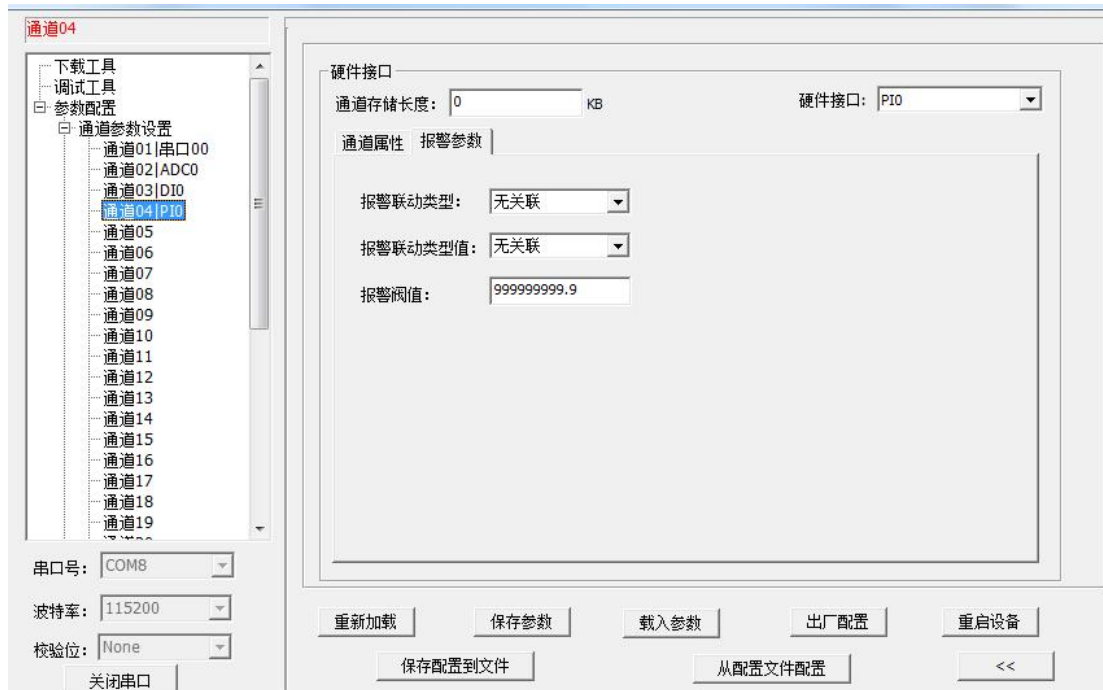 通道04
下载工具
调试工具
参数配置
通道参数设置
通道01|串口00
通道02|ADC0
通道03|DI0
通道04|PI0
通道05
通道06
通道07
通道08
通道09
通道10
通道11
通道12
通道13
通道14
通道15
通道16
通道17
通道18
通道19
串口号: COM8
波特率: 115200
校验位: None
关闭串口
硬件接口
通道存储长度: 0 KB 硬件接口: PI0
通道属性 报警参数
报警联动类型: 无关联
报警联动类型值: 无关联
报警阀值: 999999999.9
重新加载 保存参数 载入参数 出厂配置 重启设备
保存配置到文件 从配置文件配置 <<